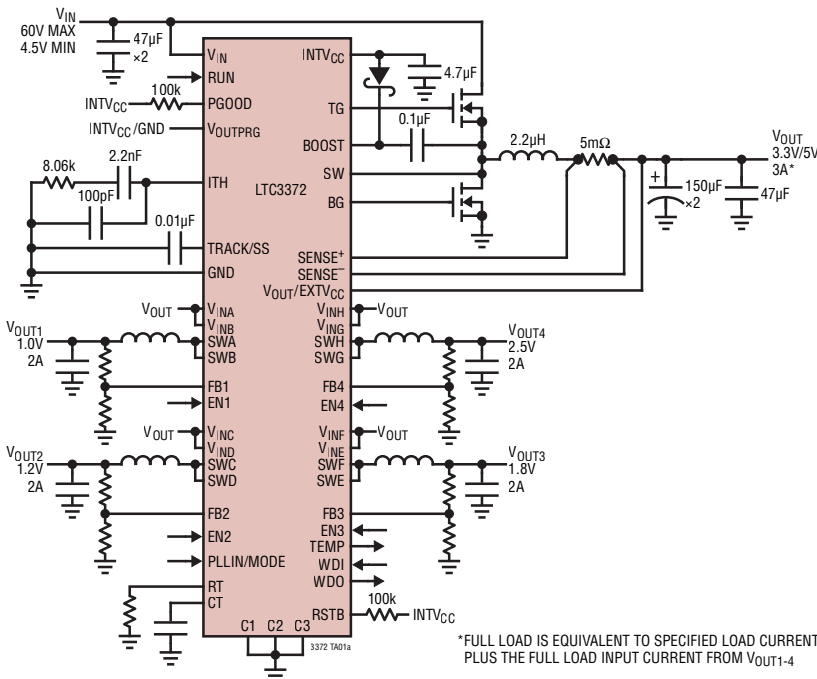 VIN
60V MAX
4.5V MIN
47µF
×2
VIN
INTVCC
4.7µF
RUN
INTVCC
100k
PGOOD
TG
INTVCC/GND
VOUTPRG
BOOST
0.1µF
2.2µH
5mΩ
VOUT
3.3V/5V
3A*
8.06k
2.2nF
ITH
LTC3372
SW
100pF
BG
+
150µF
×2
47µF
0.01µF
TRACK/SS
SENSE+
GND
SENSE–
VOUT/EXTVCC
VOUT
VINA
VINH
VOUT
VINB
VING
VOUT1
1.0V
2A
SWA
SWH
VOUT4
2.5V
2A
SWB
SWG
FB1
FB4
EN1
EN4
VOUT
VINC
VINF
VOUT
VIND
VINE
VOUT2
1.2V
2A
SWC
SWF
VOUT3
1.8V
2A
SWD
SWE
FB2
FB3
EN2
EN3
TEMP
PLLIN/MODE
WDI
WDO
RT
CT
RSTB
100k
INTVCC
C1 C2 C3
3372 TA01a
*FULL LOAD IS EQUIVALENT TO SPECIFIED LOAD CURRENT
PLUS THE FULL LOAD INPUT CURRENT FROM VOUT1-4